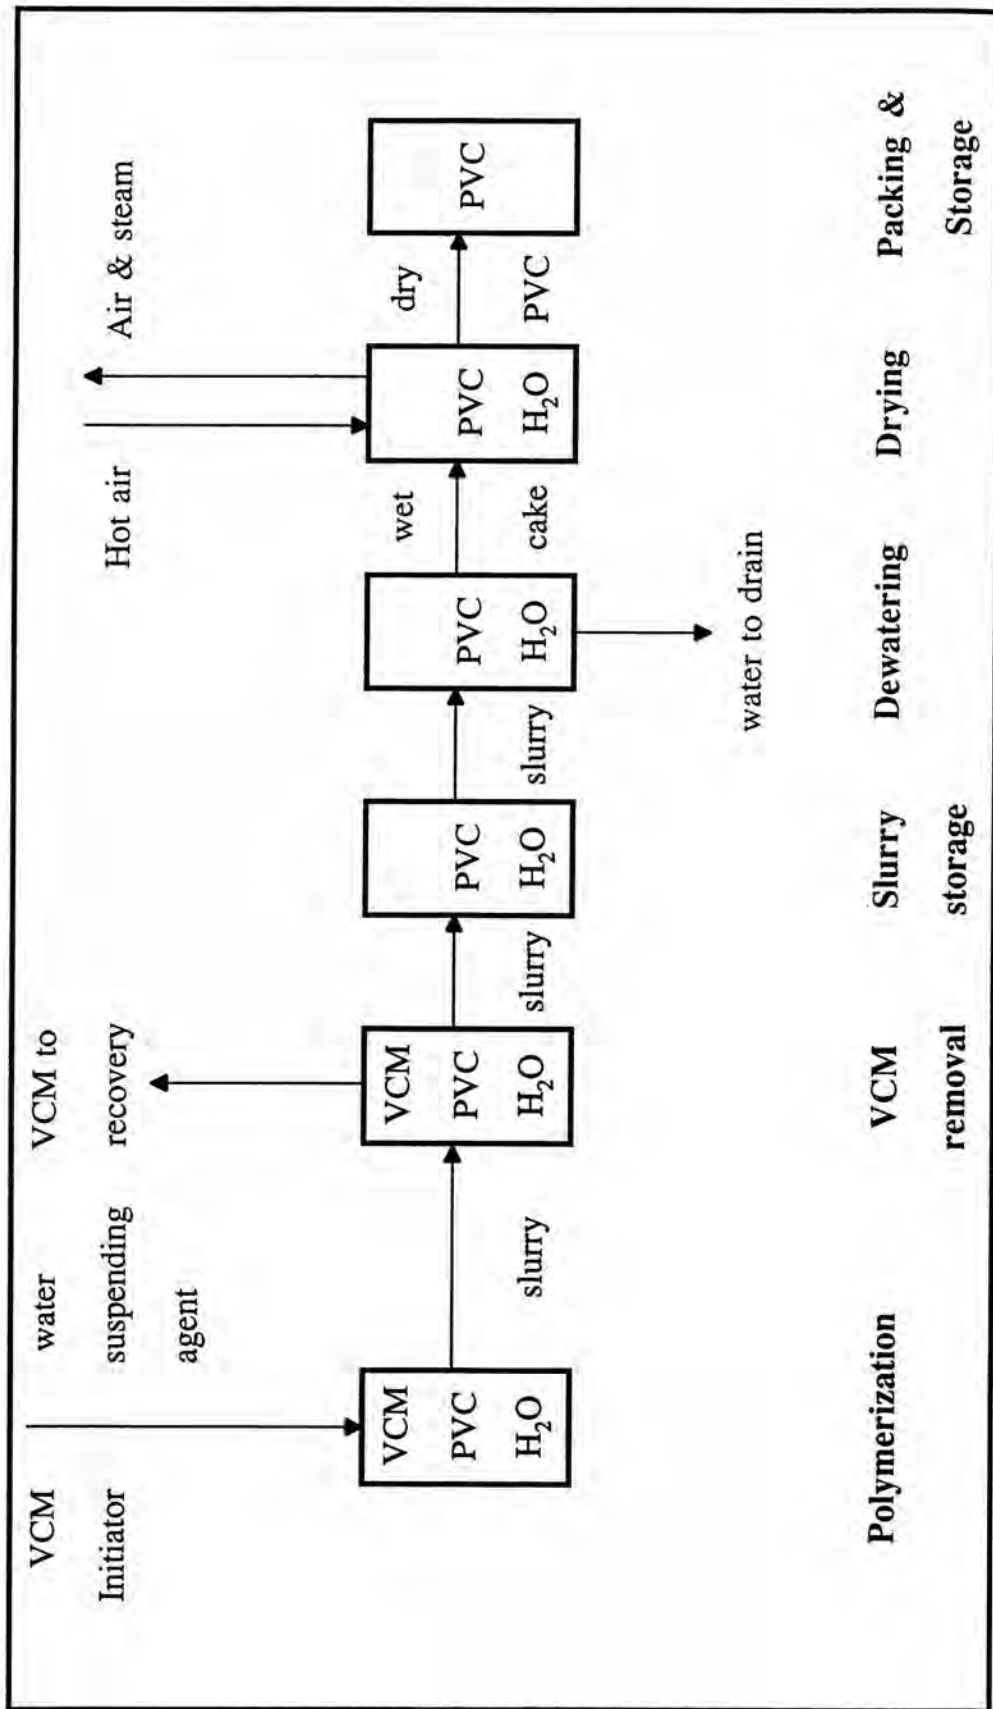 VCM
Initiator
water
suspending
agent
VCM to
recovery
Hot air
Air & steam
VCM
PVC
H₂O
slurry
VCM
PVC
H₂O
slurry
PVC
H₂O
slurry
PVC
H₂O
wet
cake
PVC
H₂O
dry
PVC
PVC
water to drain
Polymerization
VCM
removal
Slurry
storage
Dewatering
Drying
Packing &
Storage